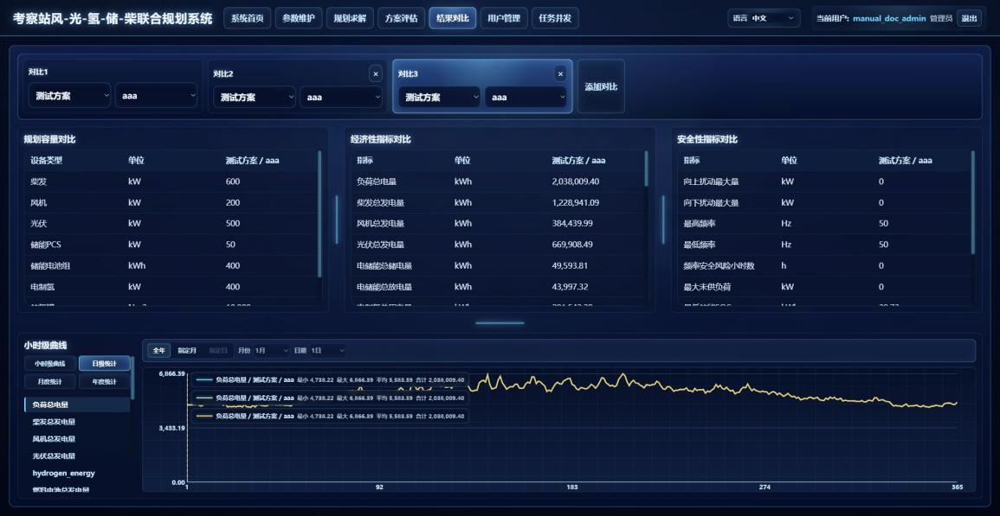 考察站风-光-氢-储-柴联合规划系统 系统首页 参数维护 规划求解 方案评估 结果对比 用户管理 任务并发 语言 中文 当前用户: manual_doc_admin 管理员 退出
对比1 对比2 × 对比3 ×
测试方案 aaa 测试方案 aaa 测试方案 aaa 添加对比
规划容量对比
设备类型 单位 测试方案 / aaa
柴发 kW 600
风机 kW 200
光伏 kW 500
储能PCS kW 50
储能电池组 kWh 400
电制氢 kW 400
经济性指标对比
指标 单位 测试方案 / aaa
负荷总电量 kWh 2,038,009.40
柴发总发电量 kWh 1,228,941.09
风机总发电量 kWh 384,439.99
光伏总发电量 kWh 669,908.49
电储能总储电量 kWh 49,593.81
电储能总放电量 kWh 43,997.32
安全性指标对比
指标 单位 测试方案 / aaa
向上扰动最大量 kW 0
向下扰动最大量 kW 0
最高频率 Hz 50
最低频率 Hz 50
频率安全风险小时数 h 0
最大未供负荷 kW 0
小时级曲线
小时级曲线 日级统计
月度统计 年度统计
负荷总电量
柴发总发电量
风机总发电量
光伏总发电量
hydrogen_energy
燃料电池总发电量
全年 指定月 指定日 月份 1月 日期 1日
6,866.39
负荷总电量 / 测试方案 / aaa 最小 4,738.22 最大 6,866.39 平均 5,583.59 合计 2,038,009.40
负荷总电量 / 测试方案 / aaa 最小 4,738.22 最大 6,866.39 平均 5,583.59 合计 2,038,009.40
负荷总电量 / 测试方案 / aaa 最小 4,738.22 最大 6,866.39 平均 5,583.59 合计 2,038,009.40
3,433.19
0.00
1 92 183 274 365